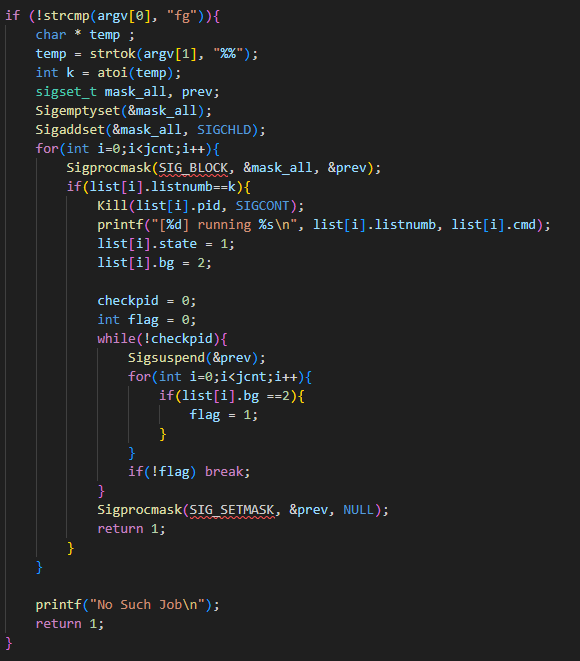 if (!strcmp(argv[0], "fg")){
    char * temp ;
    temp = strtok(argv[1], "%%");
    int k = atoi(temp);
    sigset_t mask_all, prev;
    Sigemptyset(&mask_all);
    Sigaddset(&mask_all, SIGCHLD);
    for(int i=0;i<jcnt;i++){
        Sigprocmask(SIG_BLOCK, &mask_all, &prev);
        if(list[i].listnumb==k){
            Kill(list[i].pid, SIGCONT);
            printf("[%d] running %s\n", list[i].listnumb, list[i].cmd);
            list[i].state = 1;
            list[i].bg = 2;

            checkpid = 0;
            int flag = 0;
            while(!checkpid){
                Sigsuspend(&prev);
                for(int i=0;i<jcnt;i++){
                    if(list[i].bg ==2){
                        flag = 1;
                    }
                }
                if(!flag) break;
            }
            Sigprocmask(SIG_SETMASK, &prev, NULL);
            return 1;
        }
    }

    printf("No Such Job\n");
    return 1;
}